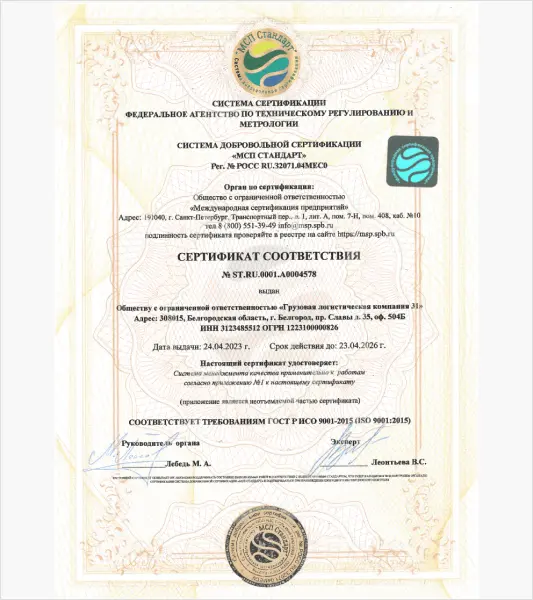 "МСП Стандарт"
СИСТЕМА СЕРТИФИКАЦИИ
ФЕДЕРАЛЬНОЕ АГЕНТСТВО ПО ТЕХНИЧЕСКОМУ РЕГУЛИРОВАНИЮ И
МЕТРОЛОГИИ
СИСТЕМА ДОБРОВОЛЬНОЙ СЕРТИФИКАЦИИ
«МСП СТАНДАРТ»
Рег. № РОСС RU.32071.04МЕС0
Орган по сертификации:
Общество с ограниченной ответственностью
«Международная сертификация предприятий»
Адрес: 191040, г. Санкт-Петербург, Транспортный пер., д. 1, лит. А, пом. 7-Н, пом. 408, каб. №10
тел 8 (800) 551-39-49 info@msp.spb.ru
подлинность сертификата проверяйте в реестре на сайте https://msp.spb.ru
СЕРТИФИКАТ СООТВЕТСТВИЯ
№ ST.RU.0001.A0004578
выдан
Обществу с ограниченной ответственностью «Грузовая логистическая компания 31»
Адрес: 308015, Белгородская область, г. Белгород, пр. Славы д. 35, оф. 504Б
ИНН 3123485512 ОГРН 1223100000826
Дата выдачи: 24.04.2023 г. Срок действия до: 23.04.2026 г.
Настоящий сертификат удостоверяет:
Система менеджмента качества применительно к работам
согласно приложению №1 к настоящему сертификату
(приложение является неотъемлемой частью сертификата)
СООТВЕТСТВУЕТ ТРЕБОВАНИЯМ ГОСТ Р ИСО 9001-2015 (ISO 9001:2015)
Руководитель органа Эксперт
Лебедь М. А. Леонтьева В.С.
МСП Стандарт